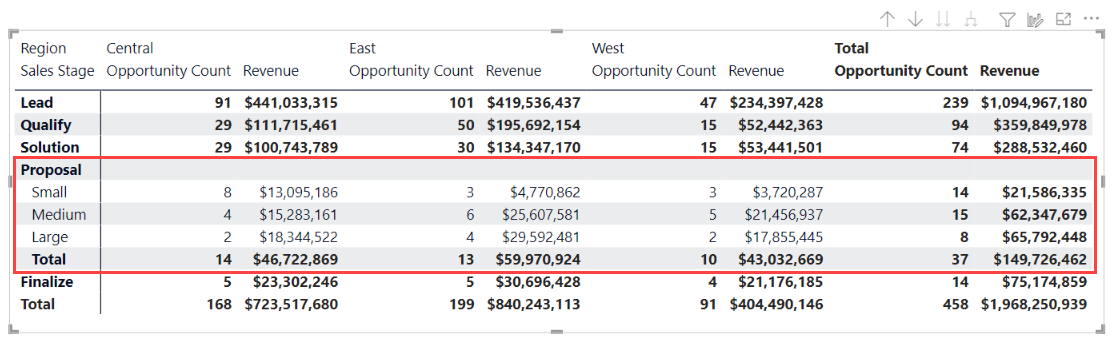 Region Central East West Total
Sales Stage Opportunity Count Revenue Opportunity Count Revenue Opportunity Count Revenue Opportunity Count Revenue
Lead 91 $441,033,315 101 $419,536,437 47 $234,397,428 239 $1,094,967,180
Qualify 29 $111,715,461 50 $195,692,154 15 $52,442,363 94 $359,849,978
Solution 29 $100,743,789 30 $134,347,170 15 $53,441,501 74 $288,532,460
Proposal
Small 8 $13,095,186 3 $4,770,862 3 $3,720,287 14 $21,586,335
Medium 4 $15,283,161 6 $25,607,581 5 $21,456,937 15 $62,347,679
Large 2 $18,344,522 4 $29,592,481 2 $17,855,445 8 $65,792,448
Total 14 $46,722,869 13 $59,970,924 10 $43,032,669 37 $149,726,462
Finalize 5 $23,302,246 5 $30,696,428 4 $21,176,185 14 $75,174,859
Total 168 $723,517,680 199 $840,243,113 91 $404,490,146 458 $1,968,250,939